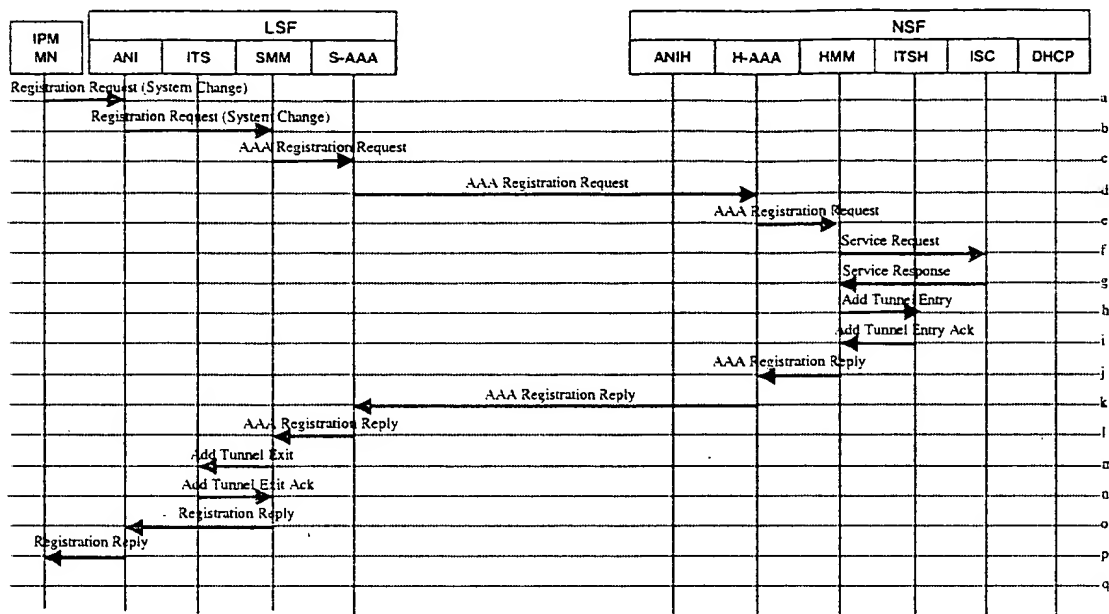 LSF
NSF
IPM
MN
ANI
ITS
SMM
S-AAA
ANIH
H-AAA
HMM
ITSH
ISC
DHCP
Registration Request (System Change)
a
Registration Request (System Change)
b
AAA Registration Request
c
AAA Registration Request
d
AAA Registration Request
e
Service Request
f
Service Response
g
Add Tunnel Entry
h
Add Tunnel Entry Ack
i
AAA Registration Reply
j
AAA Registration Reply
k
AAA Registration Reply
l
Add Tunnel Exit
m
Add Tunnel Exit Ack
n
Registration Reply
o
Registration Reply
p
q